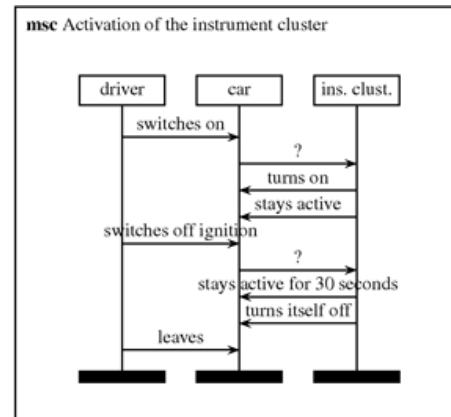 msc Activation of the instrument cluster
driver car ins. clust.
switches on
?
turns on
stays active
switches off ignition
?
stays active for 30 seconds
turns itself off
leaves